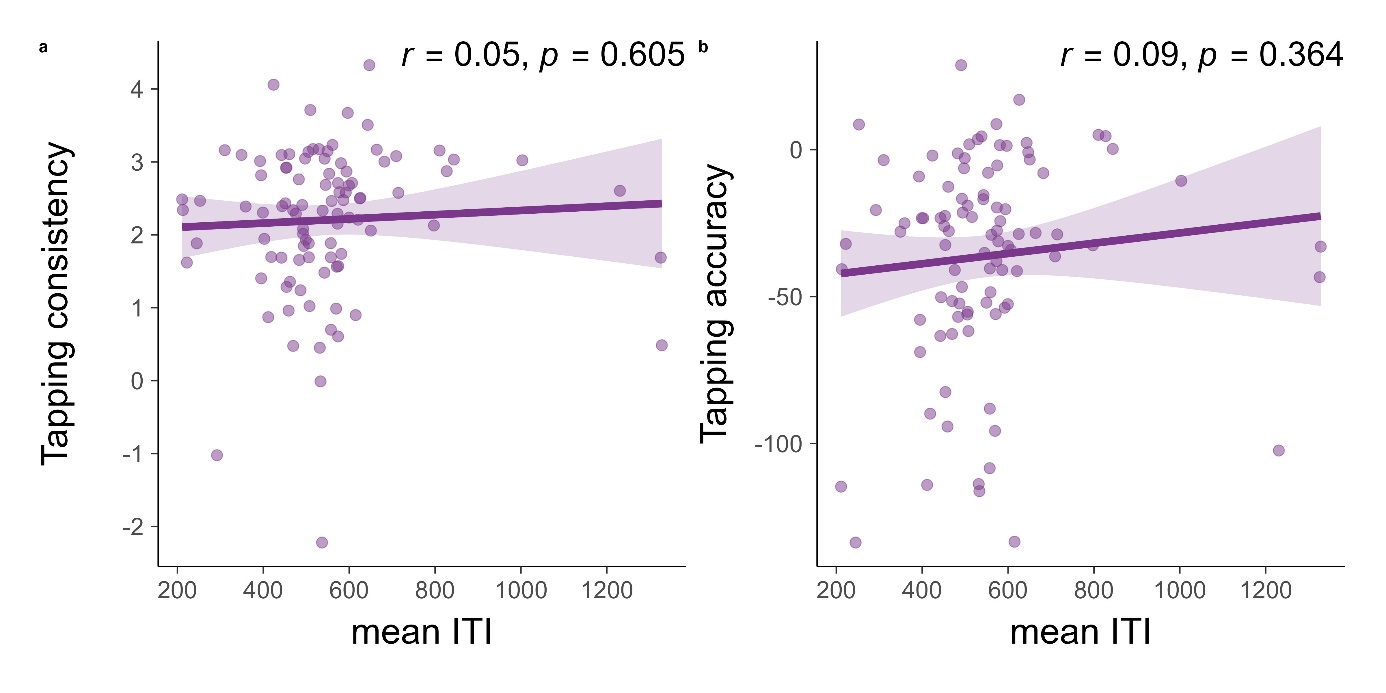 a
r = 0.05, p = 0.605
4
3
2
1
0
-1
-2
Tapping consistency
200 400 600 800 1000 1200
mean ITI
b
r = 0.09, p = 0.364
0
-50
-100
Tapping accuracy
200 400 600 800 1000 1200
mean ITI